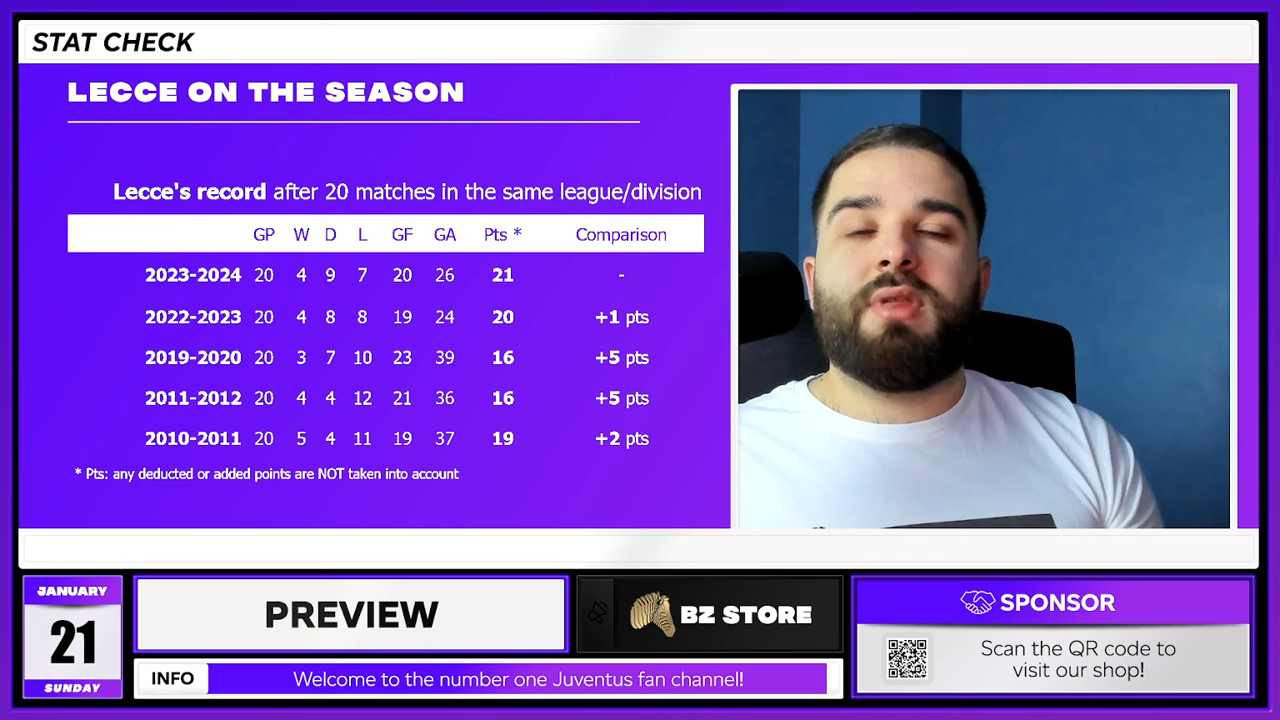 STAT CHECK
LECCE ON THE SEASON
Lecce's record after 20 matches in the same league/division
GP W D L GF GA Pts * Comparison
2023-2024 20 4 9 7 20 26 21 -
2022-2023 20 4 8 8 19 24 20 +1 pts
2019-2020 20 3 7 10 23 39 16 +5 pts
2011-2012 20 4 4 12 21 36 16 +5 pts
2010-2011 20 5 4 11 19 37 19 +2 pts
* Pts: any deducted or added points are NOT taken into account
JANUARY
21
SUNDAY
PREVIEW
INFO
Welcome to the number one Juventus fan channel!
BZ STORE
SPONSOR
Scan the QR code to
visit our shop!